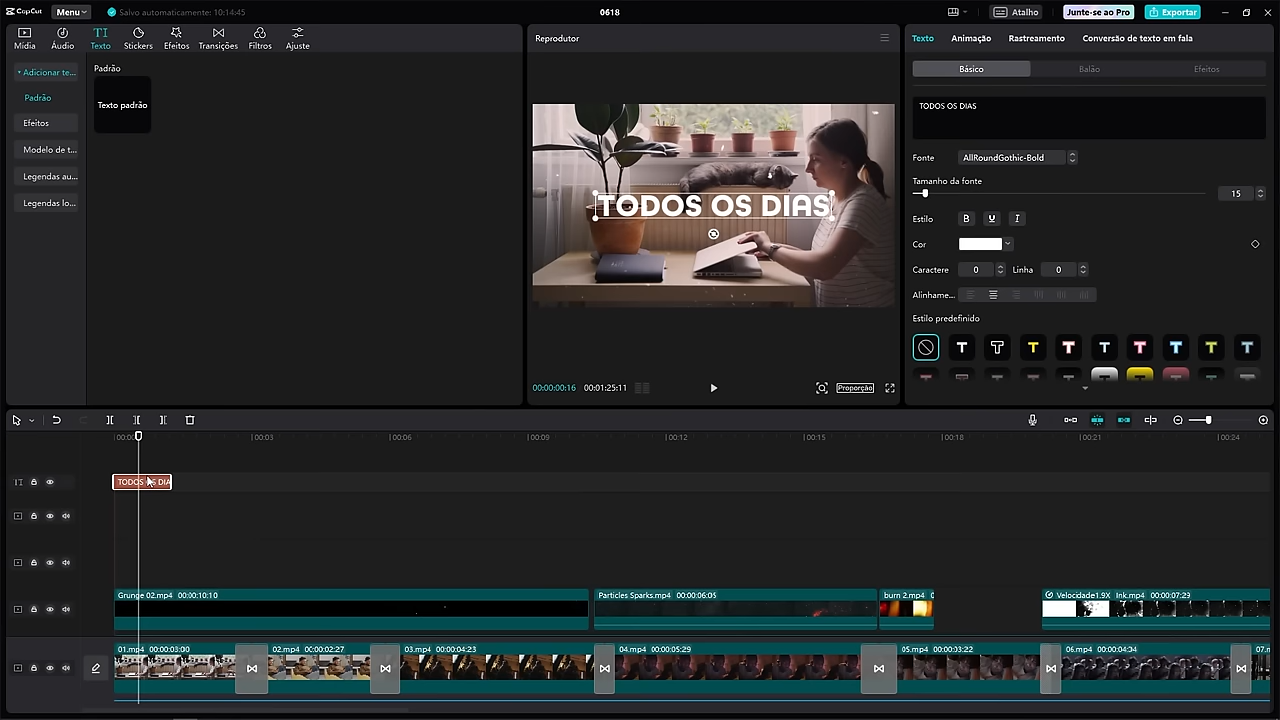 CapCut
Menu
Salvo automaticamente: 10:14:45
0618
Atalho
Junte-se ao Pro
Exportar
Mídia
Áudio
TI
Texto
Stickers
Efeitos
Transições
Filtros
Ajuste
Adicionar te...
Padrão
Efeitos
Modelo de t...
Legendas au...
Legendas lo...
Padrão
Texto padrão
Reprodutor
TODOS OS DIAS
00:00:00:16
00:01:25:11
Proporção
Texto
Animação
Rastreamento
Conversão de texto em fala
Básico
Balão
Efeitos
TODOS OS DIAS
Fonte
AllRoundGothic-Bold
Tamanho da fonte
15
Estilo
B
U
I
Cor
Caractere
0
Linha
0
Alinhame...
Estilo predefinido
T T T T T T T T T
00:03
00:06
00:09
00:12
00:15
00:18
00:21
00:24
TODOS OS DIA
Grunge 02.mp4 00:00:10:10
Particles Sparks.mp4 00:00:06:05
burn 2.mp4 0
Velocidade1.9X Ink.mp4 00:00:07:29
01.mp4 00:00:03:00
02.mp4 00:00:02:27
03.mp4 00:00:04:23
04.mp4 00:00:05:29
05.mp4 00:00:03:22
06.mp4 00:00:04:34
07.n